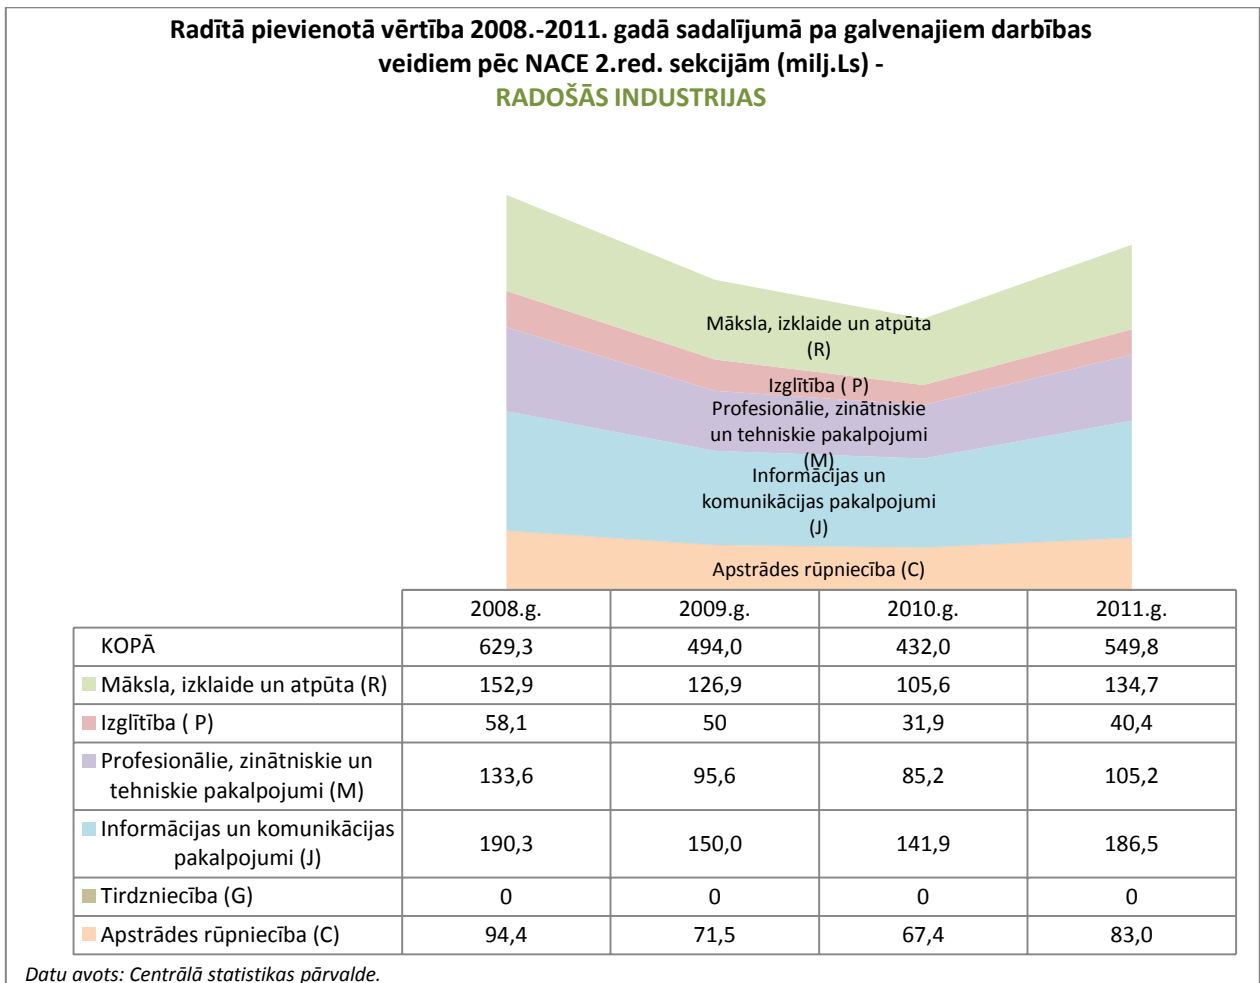 Radītā pievienotā vērtība 2008.-2011. gadā sadalījumā pa galvenajiem darbības
veidiem pēc NACE 2.red. sekcijām (milj.Ls) -
RADOŠĀS INDUSTRIJAS
Māksla, izklaide un atpūta
(R)
Izglītība ( P)
Profesionālie, zinātniskie
un tehniskie pakalpojumi
(M)
Informācijas un
komunikācijas pakalpojumi
(J)
Apstrādes rūpniecība (C)
2008.g. 2009.g. 2010.g. 2011.g.
KOPĀ 629,3 494,0 432,0 549,8
Māksla, izklaide un atpūta (R) 152,9 126,9 105,6 134,7
Izglītība ( P) 58,1 50 31,9 40,4
Profesionālie, zinātniskie un
tehniskie pakalpojumi (M) 133,6 95,6 85,2 105,2
Informācijas un komunikācijas
pakalpojumi (J) 190,3 150,0 141,9 186,5
Tirdzniecība (G) 0 0 0 0
Apstrādes rūpniecība (C) 94,4 71,5 67,4 83,0
Datu avots: Centrālā statistikas pārvalde.